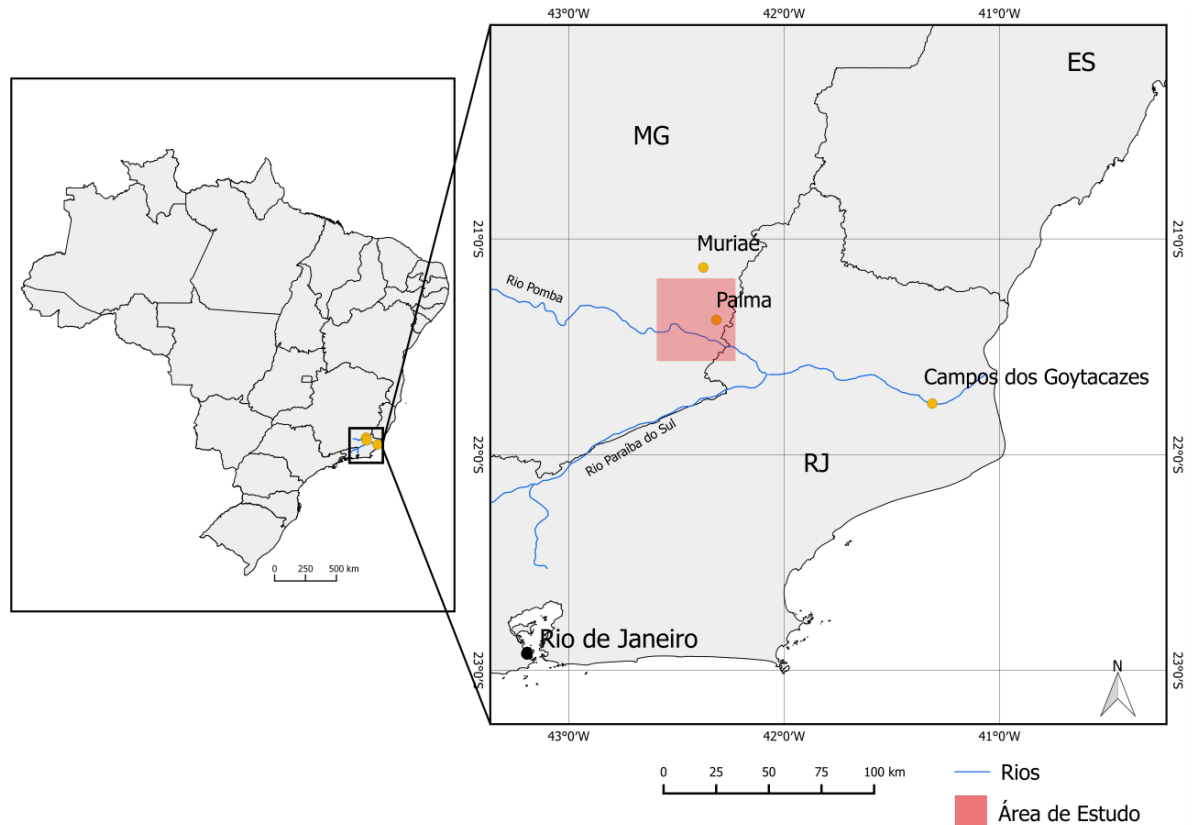 43°0'W 42°0'W 41°0'W
ES
MG
21°0'S 21°0'S
Muriaé
Rio Pomba
Palma
Campos dos Goytacazes
Rio Paraíba do Sul
22°0'S RJ 22°0'S
0 250 500 km
Rio de Janeiro
23°0'S 23°0'S
N
43°0'W 42°0'W 41°0'W
0 25 50 75 100 km
Rios
Área de Estudo